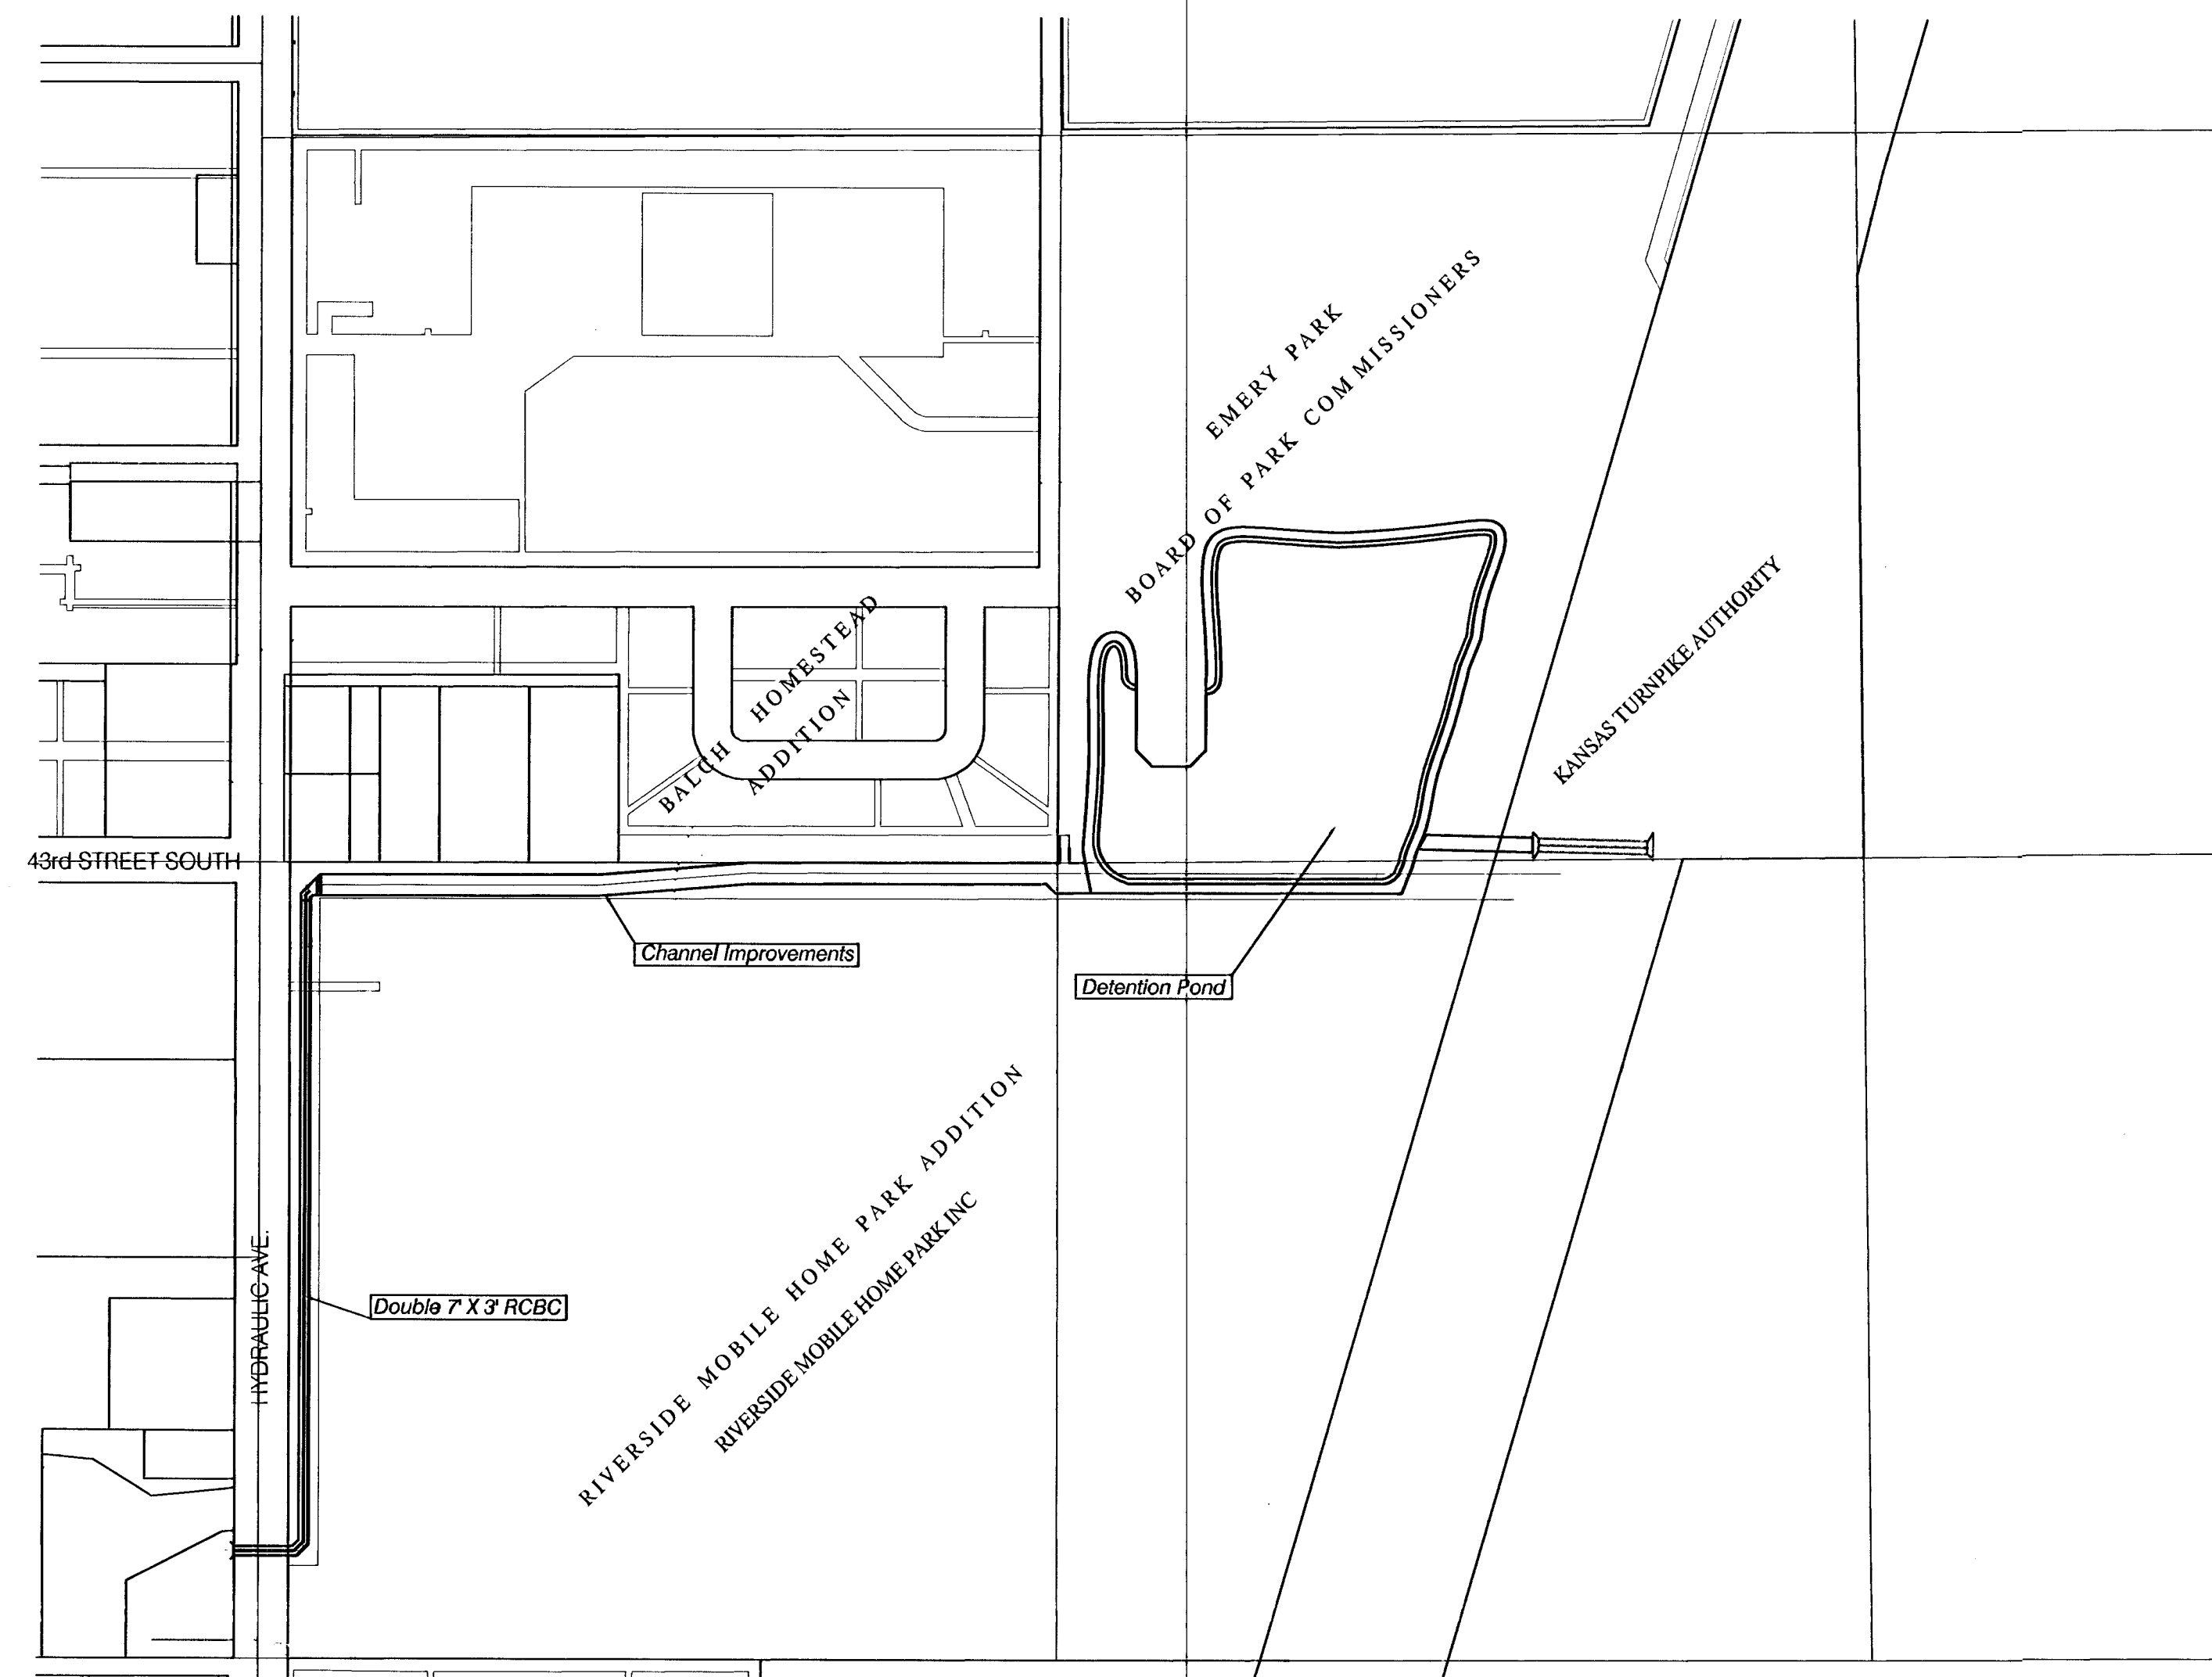 EMERY PARK
BOARD OF PARK COMMISSIONERS
KANSAS TURNPIKE AUTHORITY
BALCH HOMESTEAD
ADDITION
43rd STREET SOUTH
Channel Improvements
Detention Pond
RIVERSIDE MOBILE HOME PARK ADDITION
RIVERSIDE MOBILE HOME PARK INC
HYDRAULIC AVE.
Double 7' X 3' RCBC